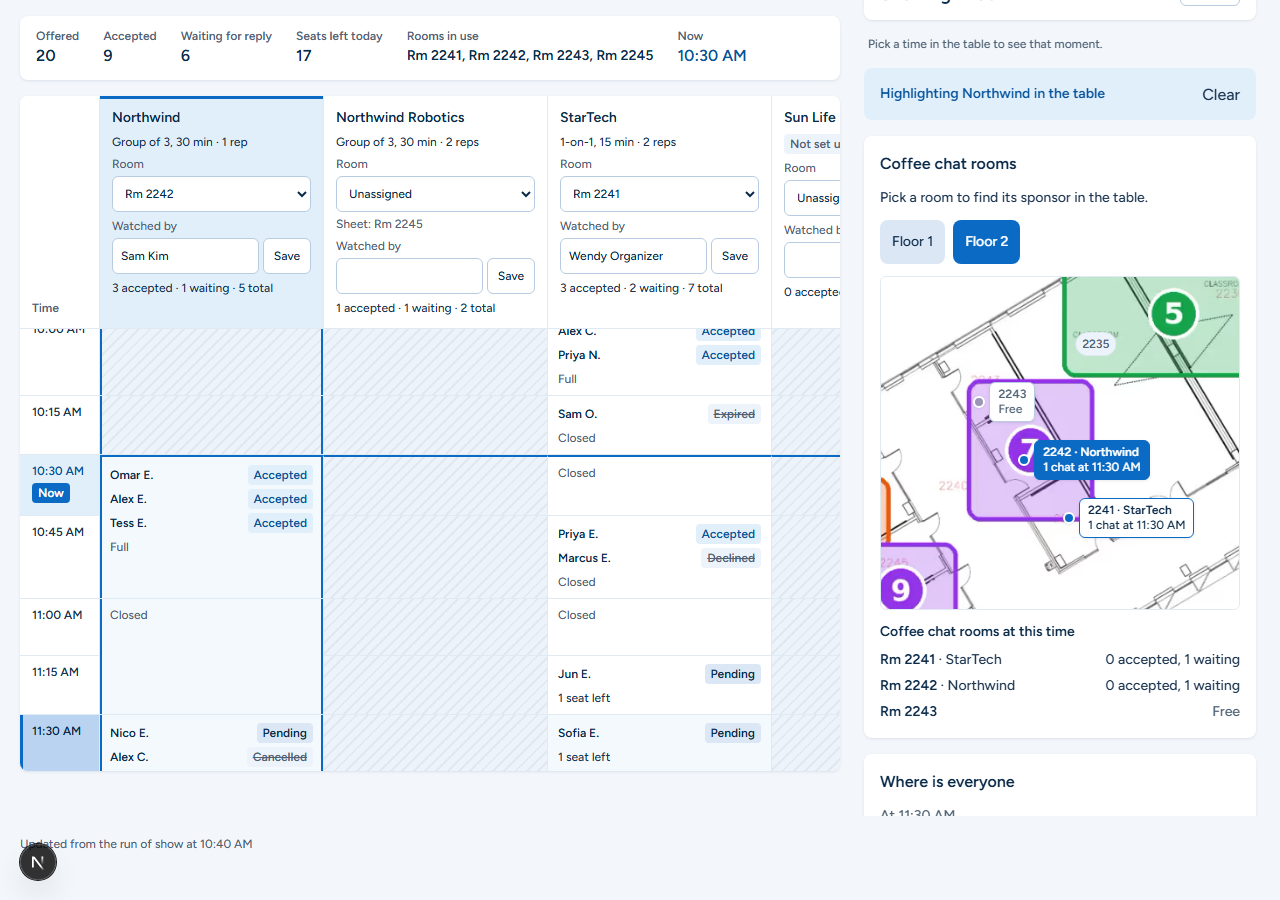 Offered
20
Accepted
9
Waiting for reply
6
Seats left today
17
Rooms in use
Rm 2241, Rm 2242, Rm 2243, Rm 2245
Now
10:30 AM
Northwind
Group of 3, 30 min · 1 rep
Room
Rm 2242
Watched by
Sam Kim
Save
3 accepted · 1 waiting · 5 total
Northwind Robotics
Group of 3, 30 min · 2 reps
Room
Unassigned
Sheet: Rm 2245
Watched by
Save
1 accepted · 1 waiting · 2 total
StarTech
1-on-1, 15 min · 2 reps
Room
Rm 2241
Watched by
Wendy Organizer
Save
3 accepted · 2 waiting · 7 total
Sun Life
Not set u
Room
Unassig
Watched b
0 accepte
Time
10:00 AM
Alex C. Accepted
Priya N. Accepted
Full
10:15 AM
Sam O. Expired
Closed
10:30 AM
Now
Omar E. Accepted
Alex E. Accepted
Tess E. Accepted
Full
Closed
10:45 AM
Priya E. Accepted
Marcus E. Declined
Closed
11:00 AM
Closed
Closed
11:15 AM
Jun E. Pending
1 seat left
11:30 AM
Nico E. Pending
Alex C. Cancelled
Sofia E. Pending
1 seat left
Updated from the run of show at 10:40 AM
N
Pick a time in the table to see that moment.
Highlighting Northwind in the table
Clear
Coffee chat rooms
Pick a room to find its sponsor in the table.
Floor 1
Floor 2
CLASSRO
223
5
2235
2243
Free
7
2242 · Northwind
1 chat at 11:30 AM
2240
2241 · StarTech
1 chat at 11:30 AM
2245
9
Coffee chat rooms at this time
Rm 2241 · StarTech 0 accepted, 1 waiting
Rm 2242 · Northwind 0 accepted, 1 waiting
Rm 2243 Free
Where is everyone
At 11:30 AM